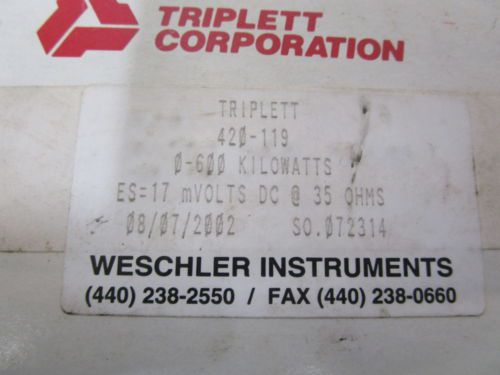 TRIPLETT
CORPORATION
TRIPLETT
420-119
0-600 KILOWATTS
ES=17 mVOLTS DC @ 35 OHMS
08/07/2002 SO.072314
WESCHLER INSTRUMENTS
(440) 238-2550 / FAX (440) 238-0660